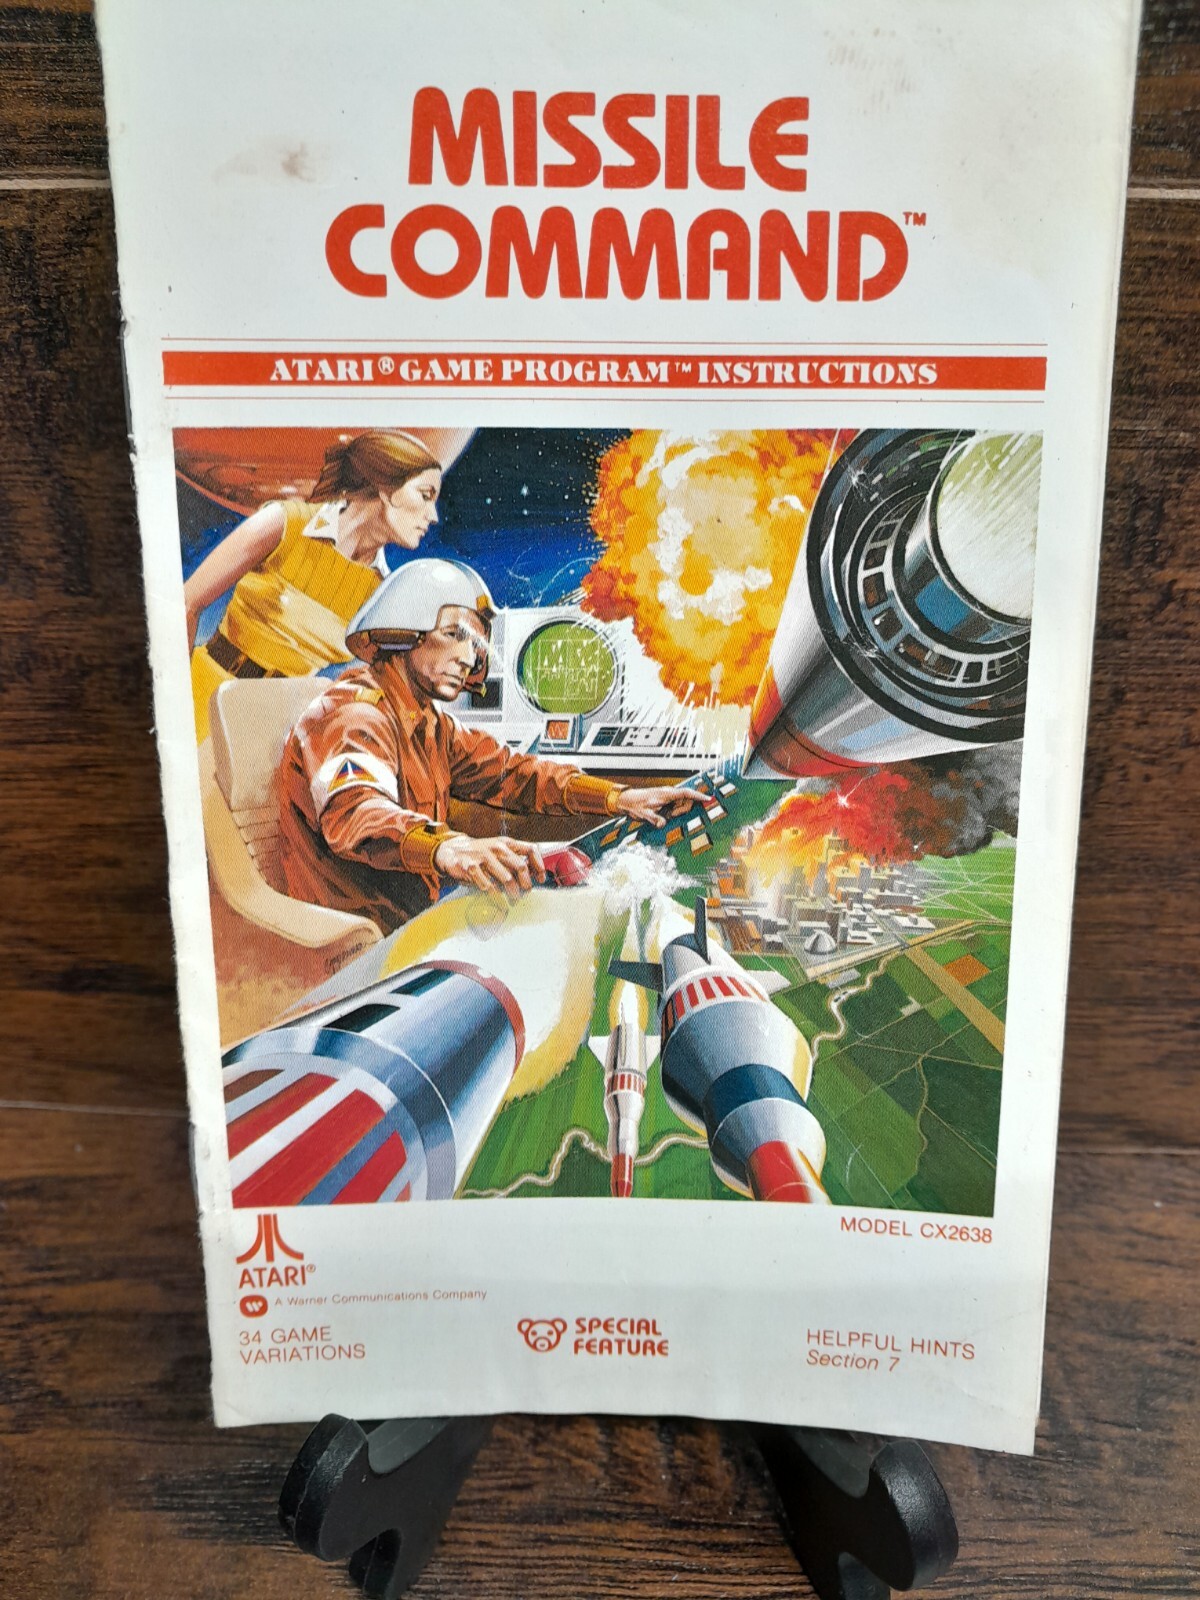 MISSILE
COMMAND™
ATARI® GAME PROGRAM™ INSTRUCTIONS
MODEL CX2638
ATARI®
A Warner Communications Company
34 GAME
VARIATIONS
SPECIAL
FEATURE
HELPFUL HINTS
Section 7